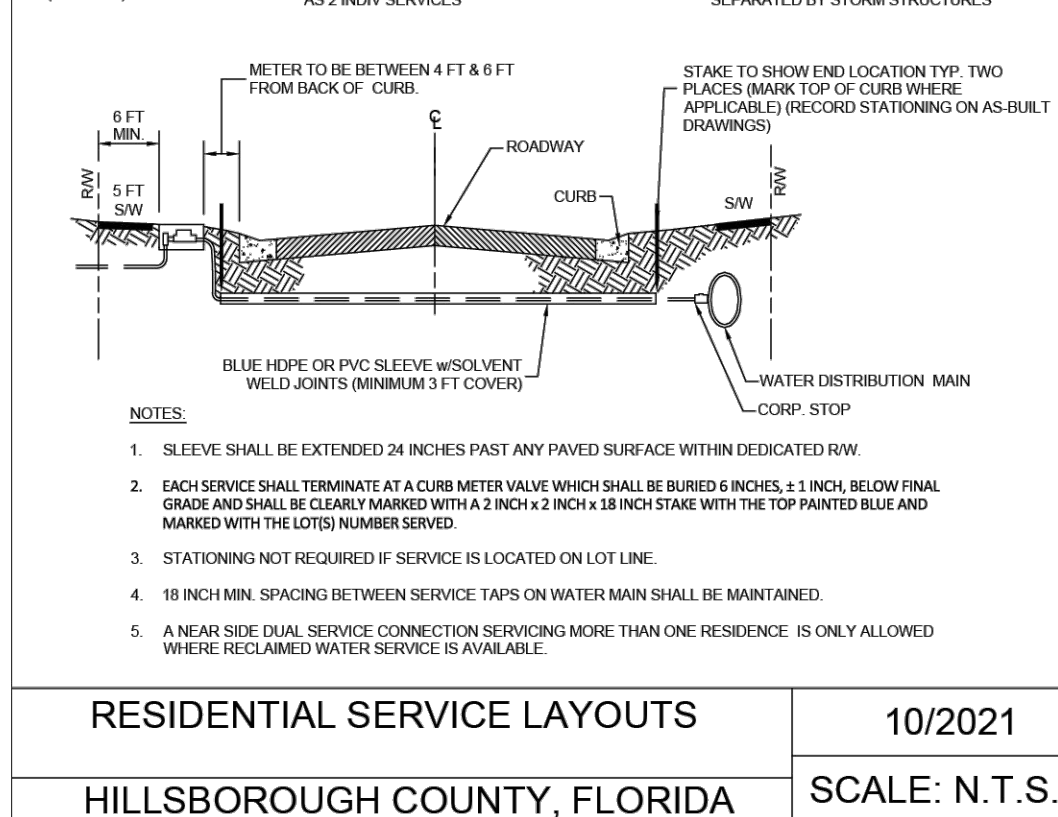 AS 2 INDIV SERVICES
SEPARATED BY STORM STRUCTURES
METER TO BE BETWEEN 4 FT & 6 FT
FROM BACK OF CURB.
STAKE TO SHOW END LOCATION TYP. TWO
PLACES (MARK TOP OF CURB WHERE
APPLICABLE) (RECORD STATIONING ON AS-BUILT
DRAWINGS)
6 FT
MIN.
℄
ROADWAY
R/W
5 FT
S/W
CURB
S/W
R/W
BLUE HDPE OR PVC SLEEVE w/SOLVENT
WELD JOINTS (MINIMUM 3 FT COVER)
WATER DISTRIBUTION MAIN
CORP. STOP
NOTES:
1. SLEEVE SHALL BE EXTENDED 24 INCHES PAST ANY PAVED SURFACE WITHIN DEDICATED R/W.
2. EACH SERVICE SHALL TERMINATE AT A CURB METER VALVE WHICH SHALL BE BURIED 6 INCHES, ± 1 INCH, BELOW FINAL
GRADE AND SHALL BE CLEARLY MARKED WITH A 2 INCH x 2 INCH x 18 INCH STAKE WITH THE TOP PAINTED BLUE AND
MARKED WITH THE LOT(S) NUMBER SERVED.
3. STATIONING NOT REQUIRED IF SERVICE IS LOCATED ON LOT LINE.
4. 18 INCH MIN. SPACING BETWEEN SERVICE TAPS ON WATER MAIN SHALL BE MAINTAINED.
5. A NEAR SIDE DUAL SERVICE CONNECTION SERVICING MORE THAN ONE RESIDENCE IS ONLY ALLOWED
WHERE RECLAIMED WATER SERVICE IS AVAILABLE.
RESIDENTIAL SERVICE LAYOUTS
10/2021
HILLSBOROUGH COUNTY, FLORIDA
SCALE: N.T.S.